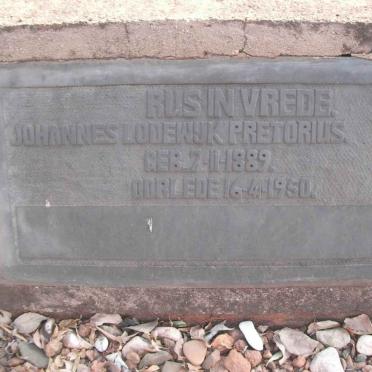 RUS IN VREDE.
JOHANNES LODEWYK PRETORIUS.
GEB. 7-11-1889.
OORLEDE 16-4-1950.